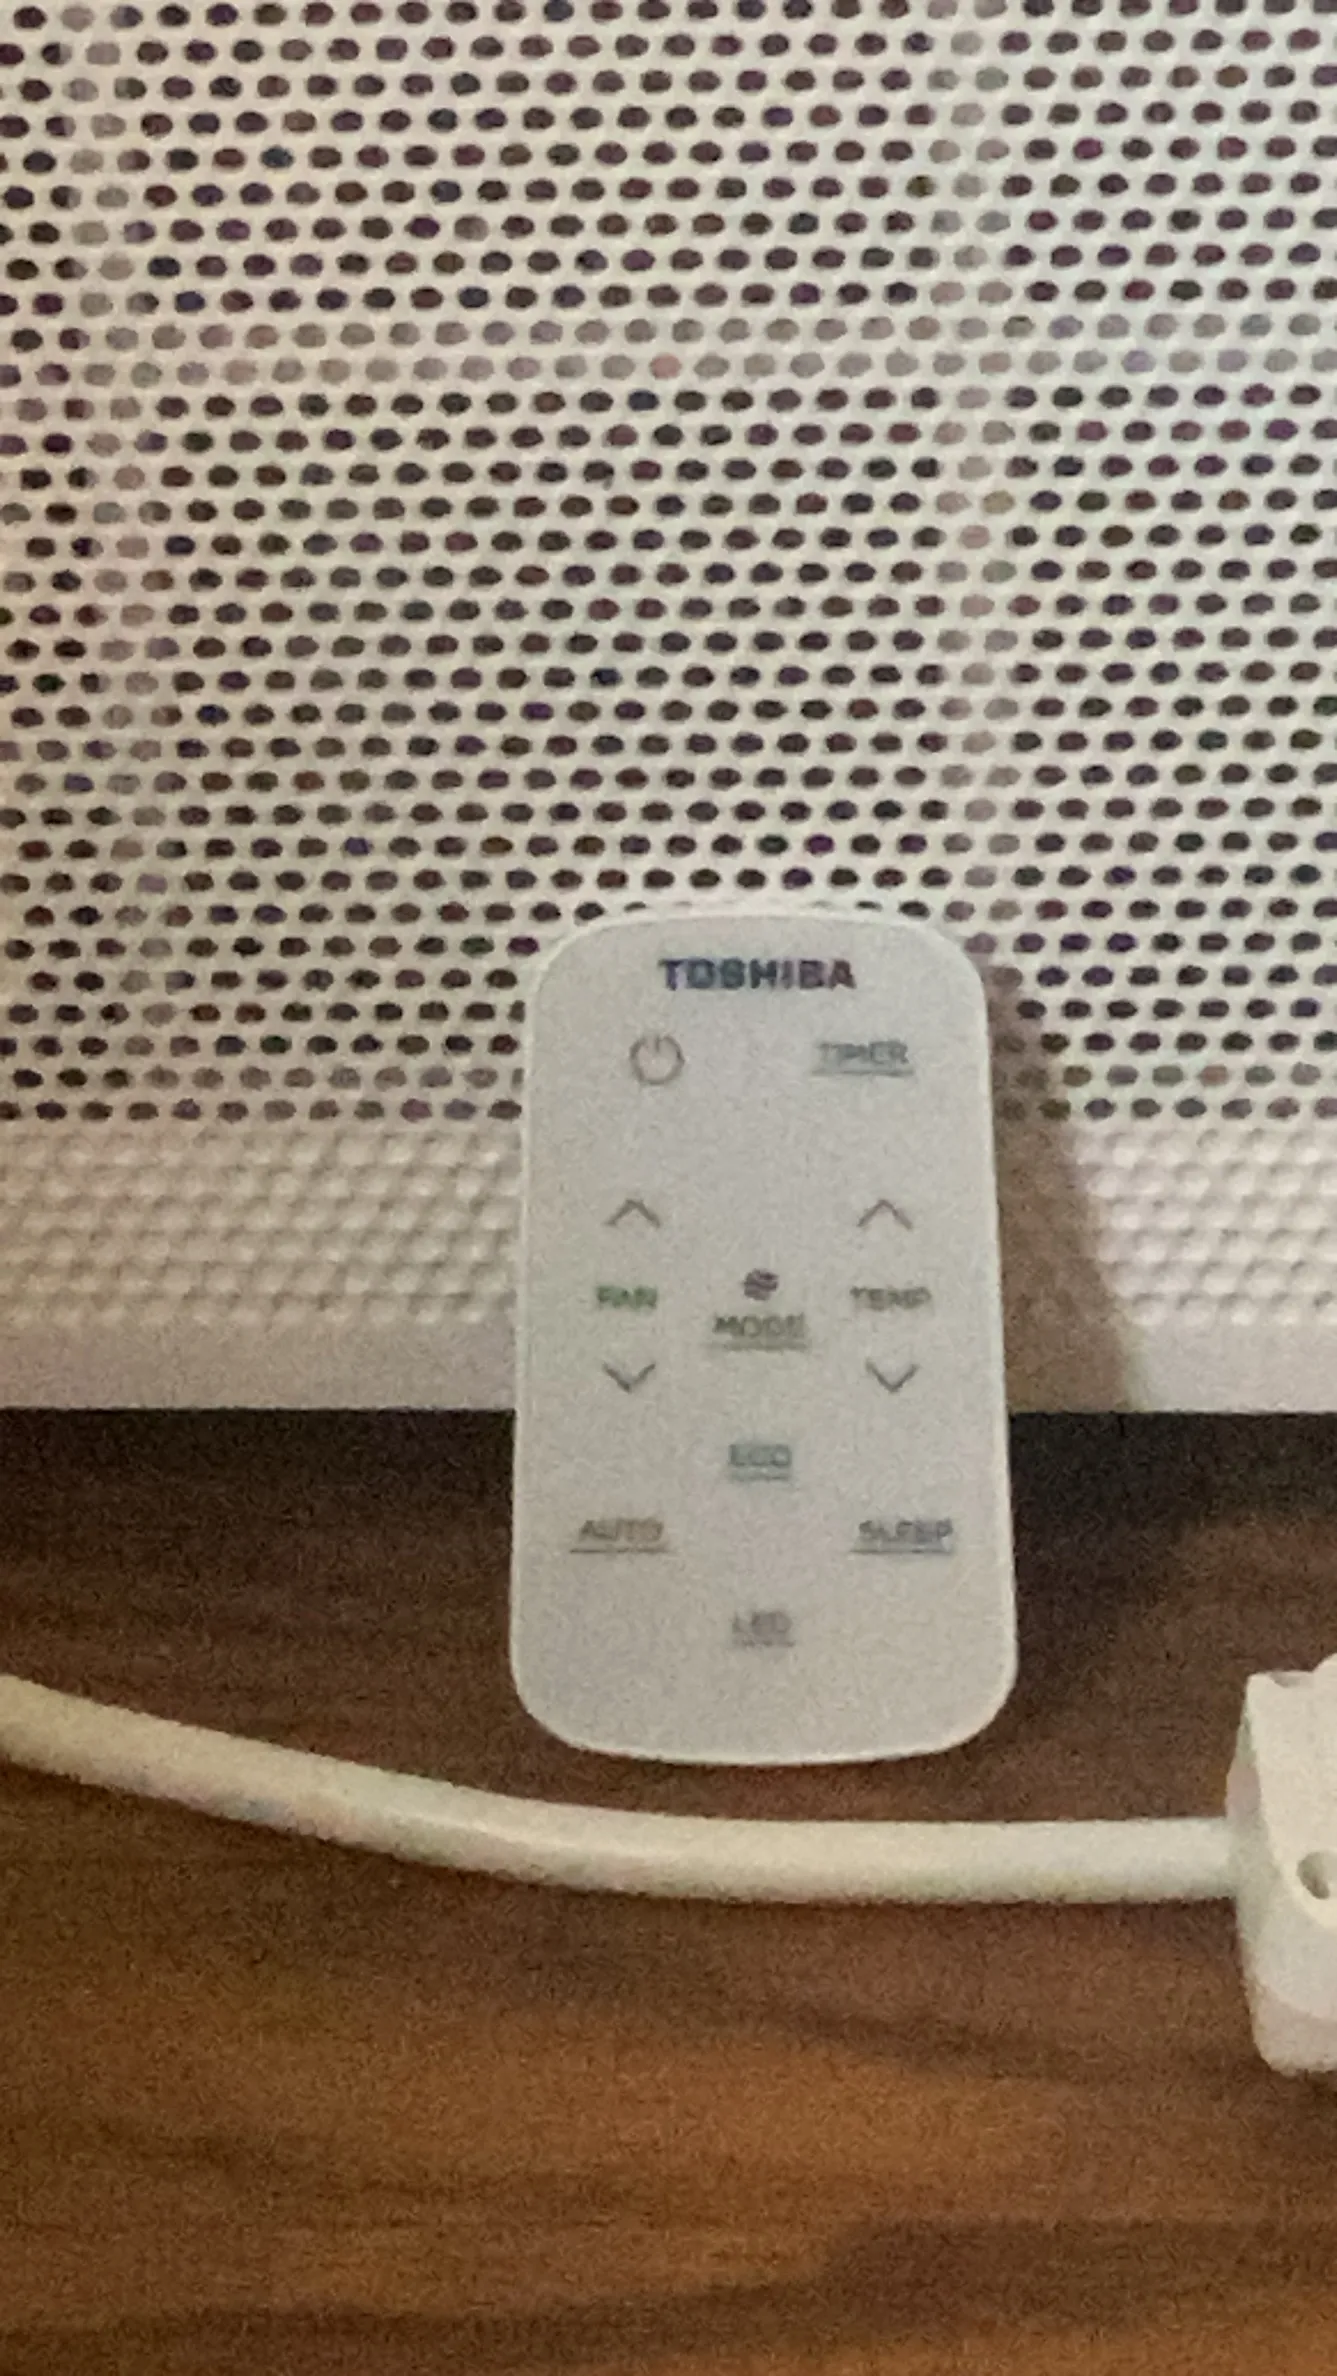 TOSHIBA
TIMER
FAN
MODE
TEMP
ECO
AUTO
SLEEP
LED